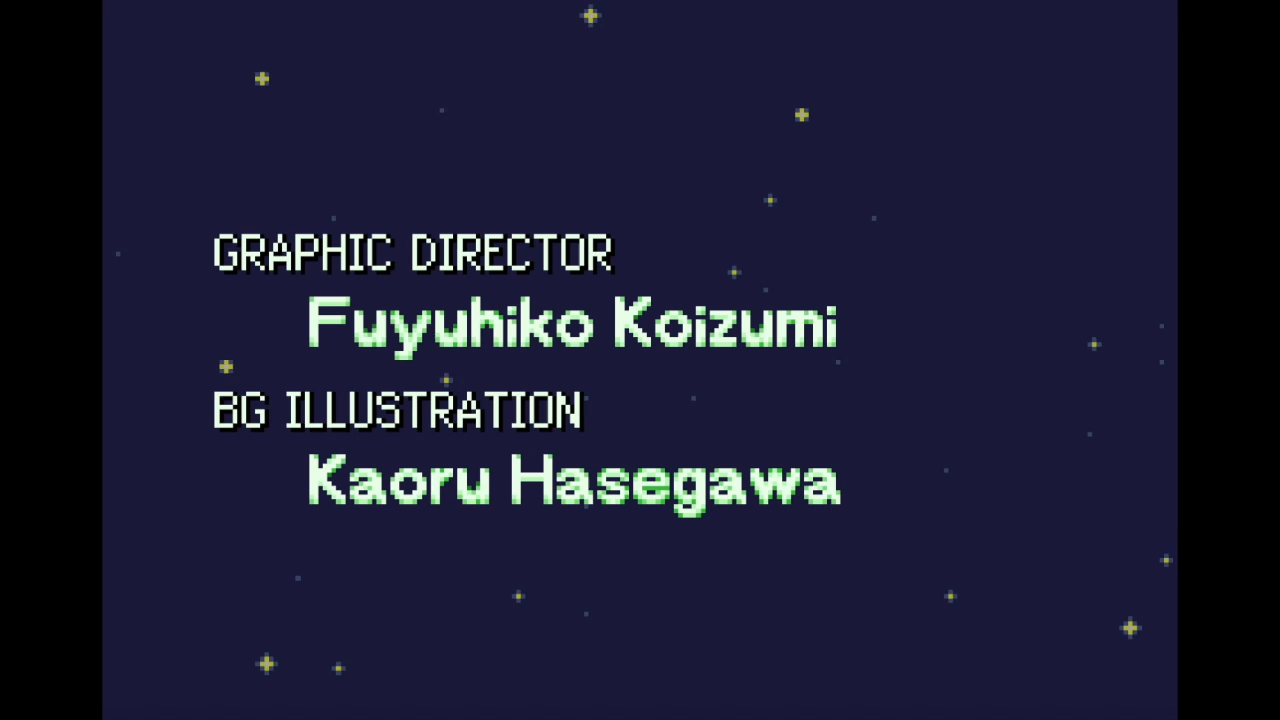 GRAPHIC DIRECTOR
Fuyuhiko Koizumi
BG ILLUSTRATION
Kaoru Hasegawa